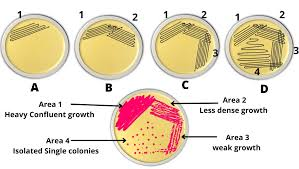 1
1
2
1
2
3
1
2
3
4
A
B
C
D
Area 1
Heavy Confluent growth
Area 2
Less dense growth
Area 4
Isolated Single colonies
Area 3
weak growth